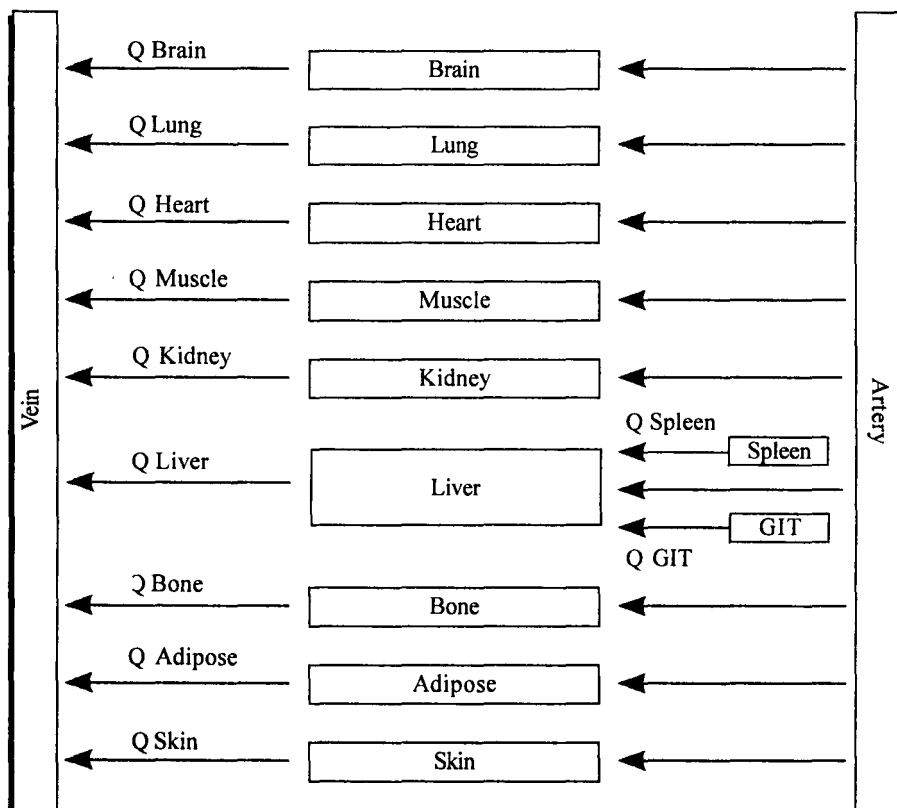 Q Brain
Brain
Q Lung
Lung
Q Heart
Heart
Q Muscle
Muscle
Q Kidney
Kidney
Vein
Artery
Q Spleen
Spleen
Q Liver
Liver
GIT
Q GIT
Q Bone
Bone
Q Adipose
Adipose
Q Skin
Skin